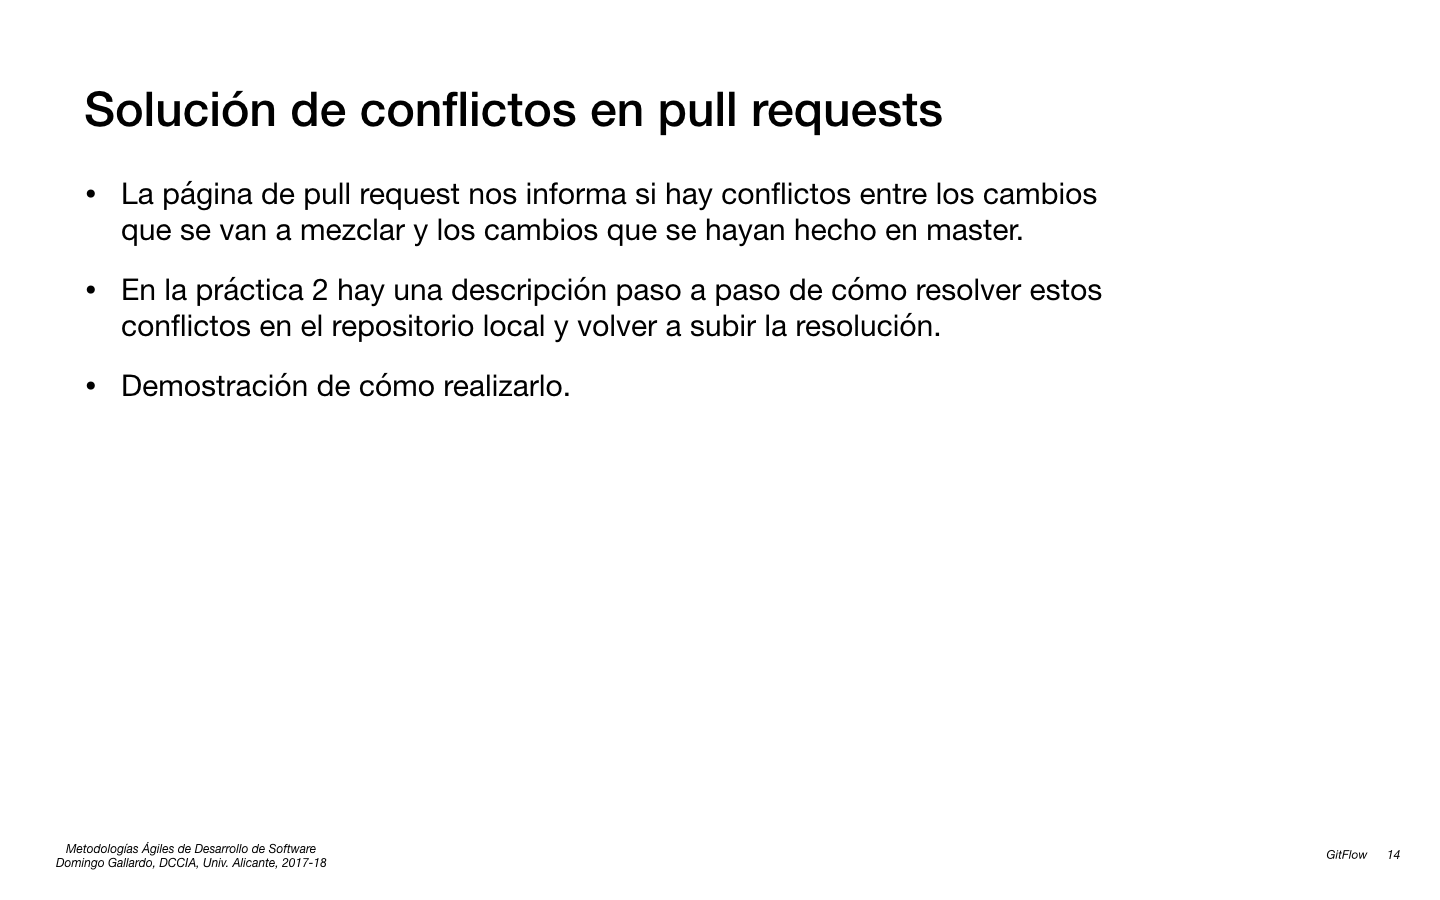 Solución de conflictos en pull requests
• La página de pull request nos informa si hay conflictos entre los cambios
que se van a mezclar y los cambios que se hayan hecho en master.
• En la práctica 2 hay una descripción paso a paso de cómo resolver estos
conflictos en el repositorio local y volver a subir la resolución.
• Demostración de cómo realizarlo.
Metodologías Ágiles de Desarrollo de Software
Domingo Gallardo, DCCIA, Univ. Alicante, 2017-18
GitFlow 14